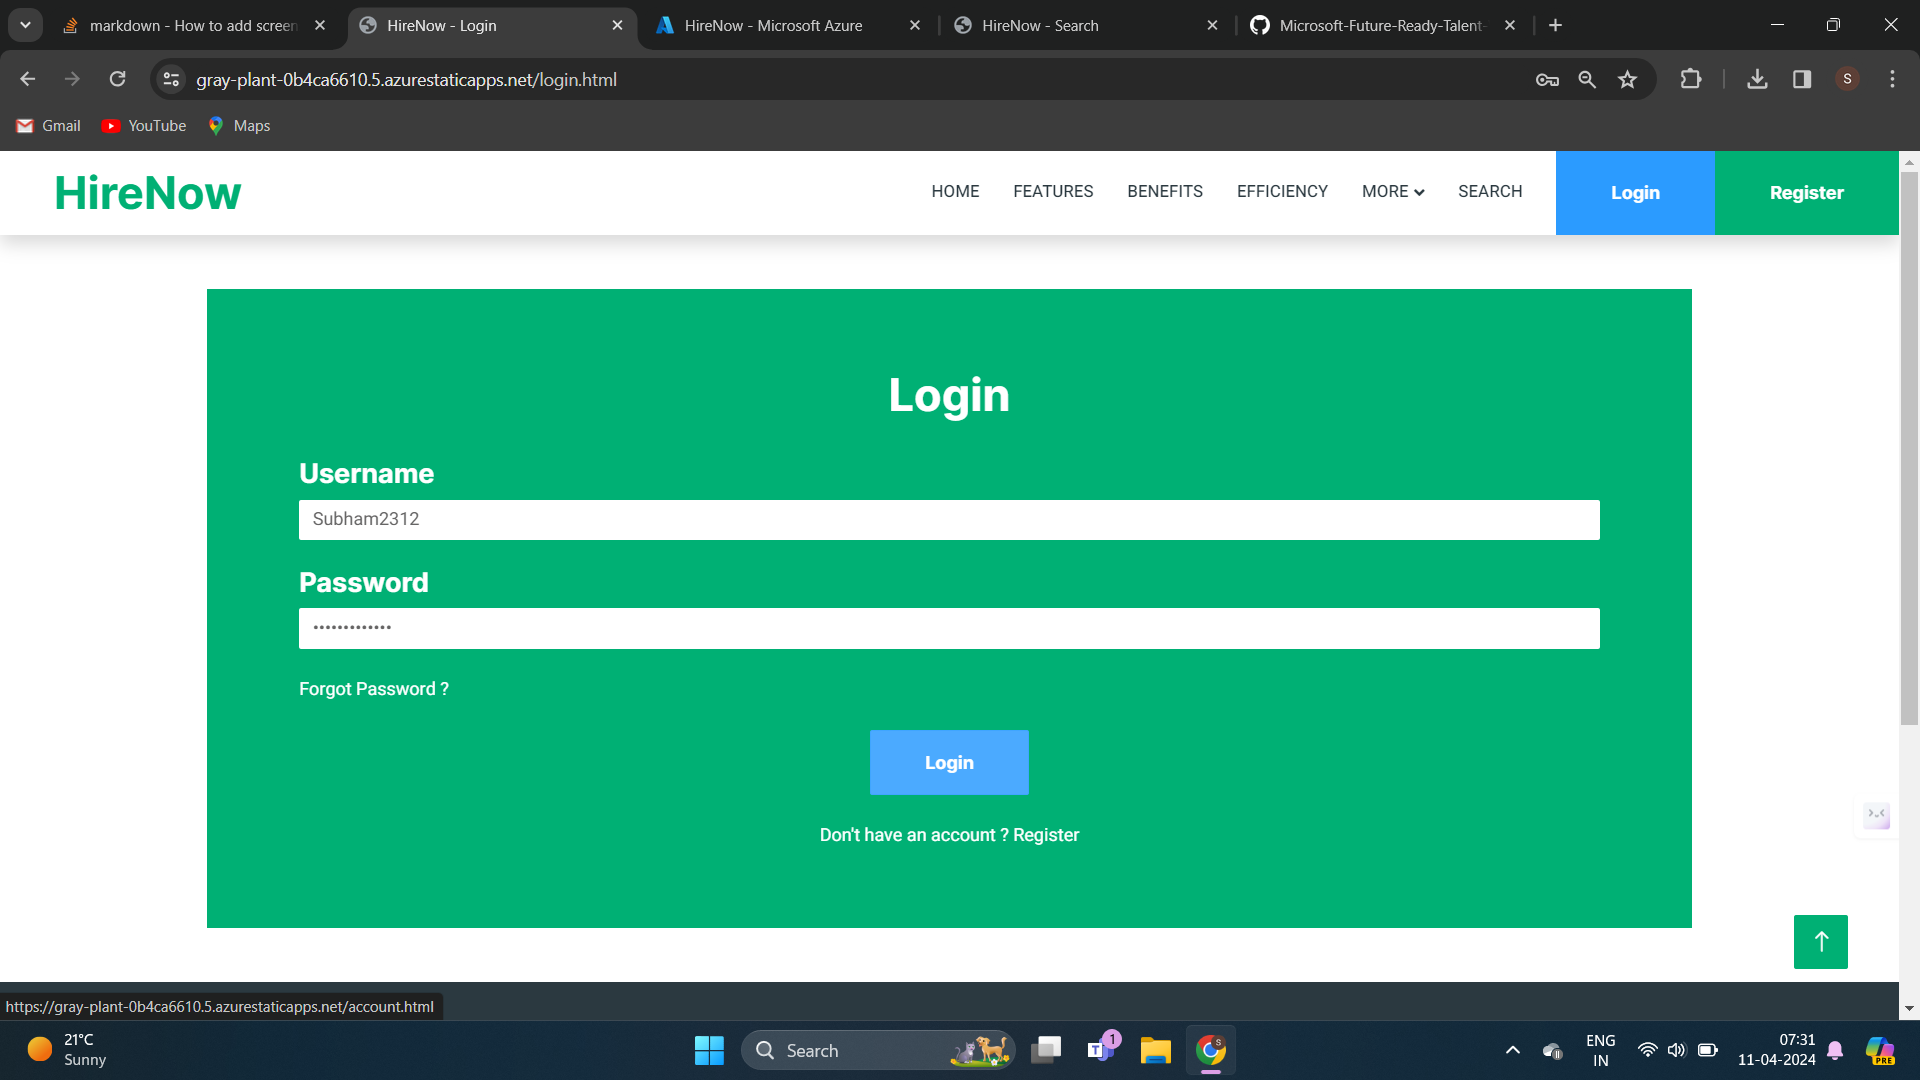 markdown - How to add screen
HireNow - Login
HireNow - Microsoft Azure
HireNow - Search
Microsoft-Future-Ready-Talent-
gray-plant-0b4ca6610.5.azurestaticapps.net/login.html
S
Gmail
YouTube
Maps
HireNow
HOME
FEATURES
BENEFITS
EFFICIENCY
MORE
SEARCH
Login
Register
Login
Username
Subham2312
Password
•••••••••••••
Forgot Password ?
Login
Don't have an account ? Register
https://gray-plant-0b4ca6610.5.azurestaticapps.net/account.html
21°C
Sunny
Search
1
T
S
ENG
IN
07:31
11-04-2024
PRE